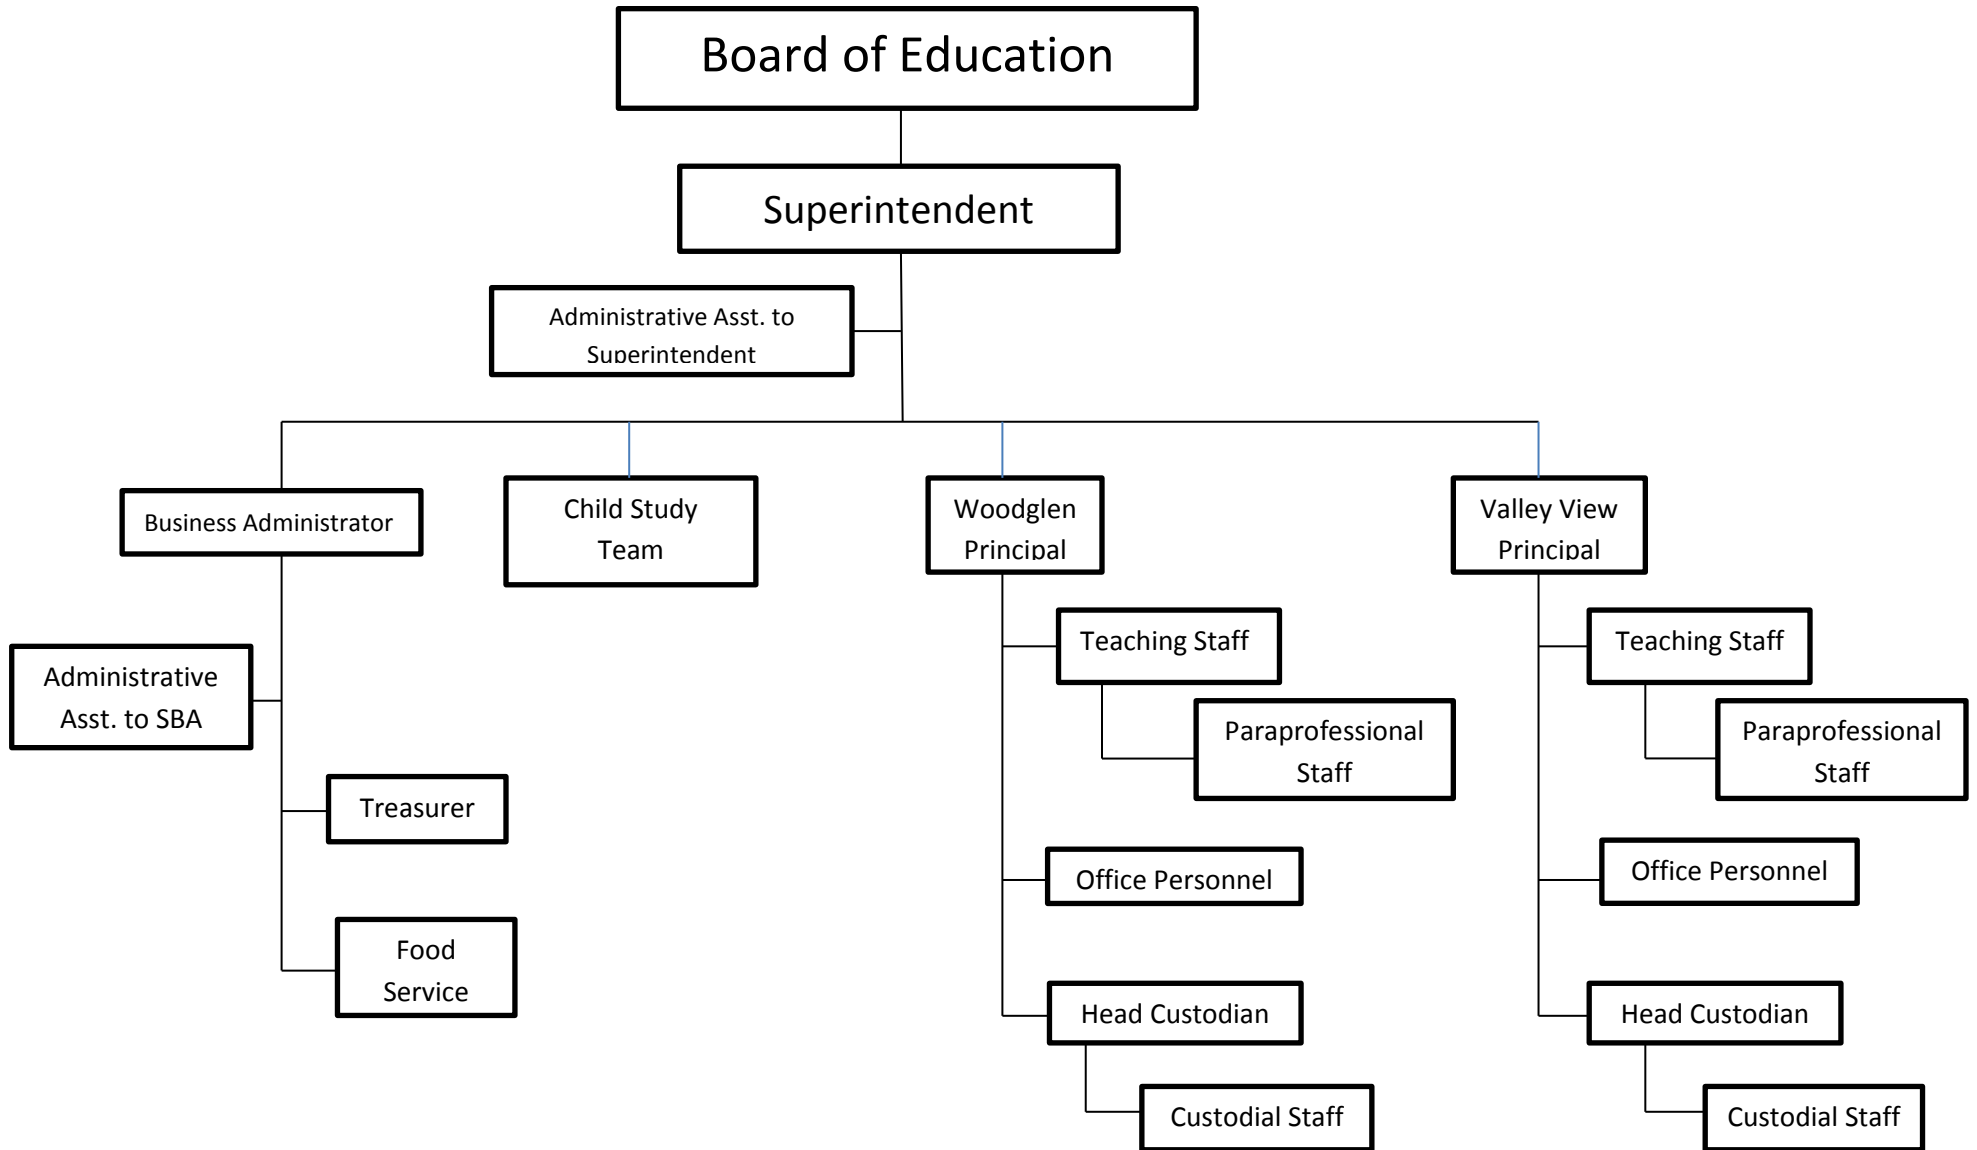 Board of Education
Superintendent
Administrative Asst. to
Superintendent
Business Administrator
Child Study
Team
Woodglen
Principal
Valley View
Principal
Administrative
Asst. to SBA
Treasurer
Food
Service
Teaching Staff
Paraprofessional
Staff
Office Personnel
Head Custodian
Custodial Staff
Teaching Staff
Paraprofessional
Staff
Office Personnel
Head Custodian
Custodial Staff